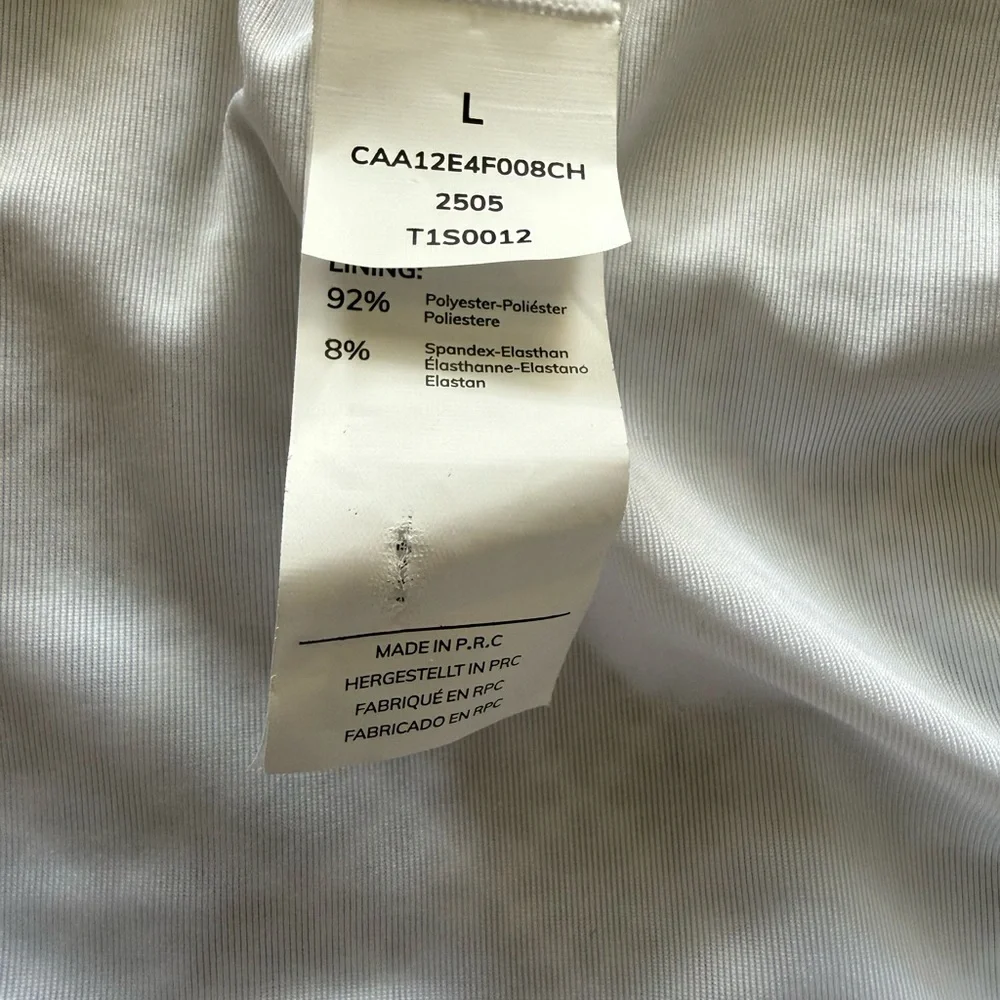 L
CAA12E4F008CH
2505
T1S0012
LINING:
92% Polyester-Poliéster
Poliestere
8% Spandex-Elasthan
Élasthanne-Elastano
Elastan
MADE IN P.R.C
HERGESTELLT IN PRC
FABRIQUÉ EN RPC
FABRICADO EN RPC